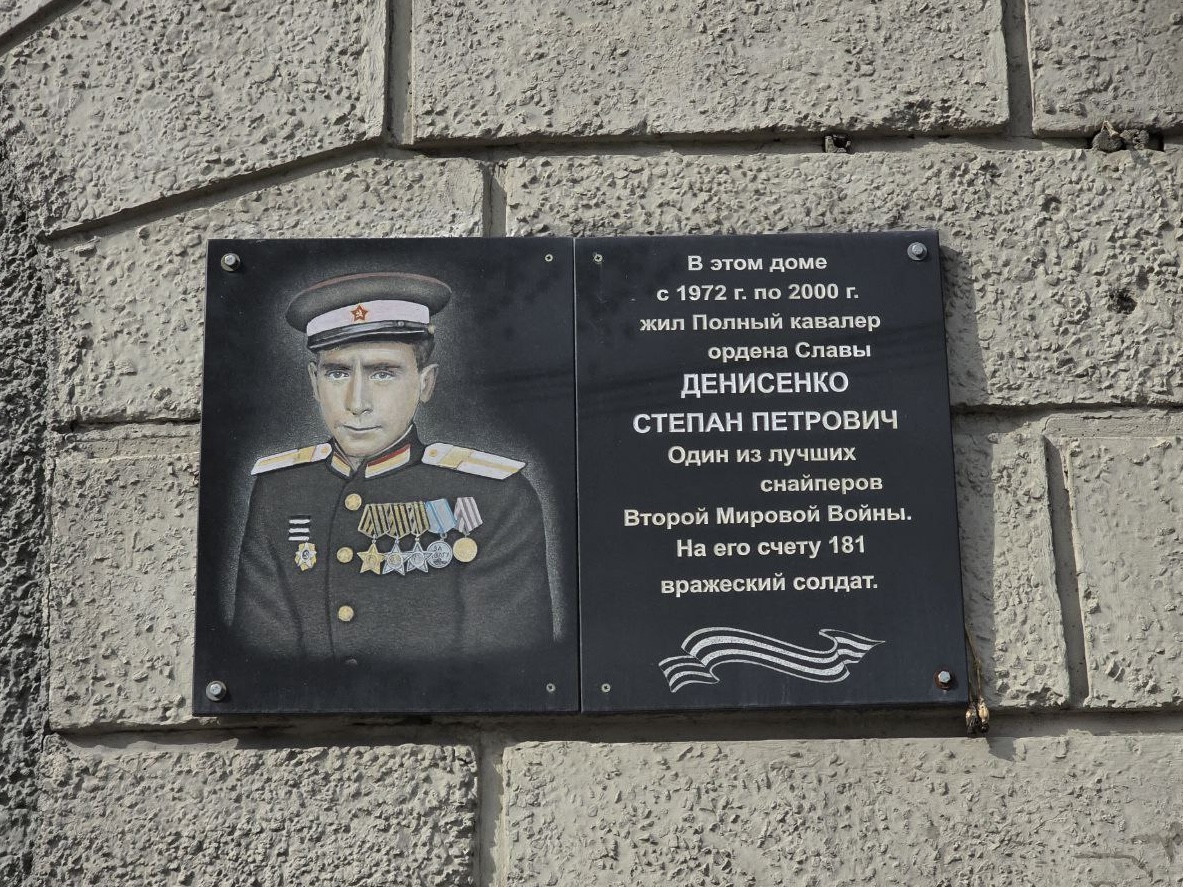 В этом доме
с 1972 г. по 2000 г.
жил Полный кавалер
ордена Славы
ДЕНИСЕНКО
СТЕПАН ПЕТРОВИЧ
Один из лучших
снайперов
Второй Мировой Войны.
На его счету 181
вражеский солдат.